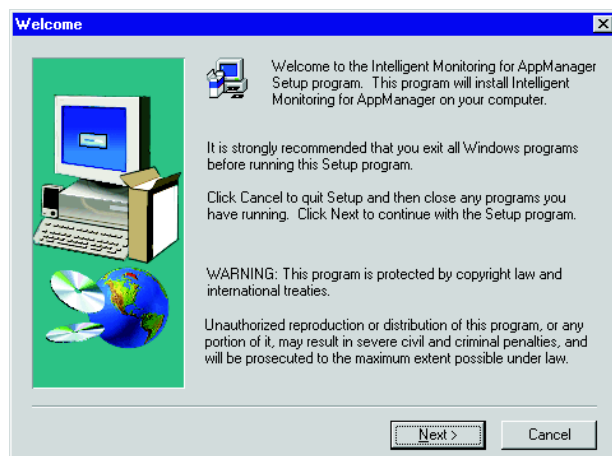 Welcome
Welcome to the Intelligent Monitoring for AppManager
Setup program. This program will install Intelligent
Monitoring for AppManager on your computer.
It is strongly recommended that you exit all Windows programs
before running this Setup program.
Click Cancel to quit Setup and then close any programs you
have running. Click Next to continue with the Setup program.
WARNING: This program is protected by copyright law and
international treaties.
Unauthorized reproduction or distribution of this program, or any
portion of it, may result in severe civil and criminal penalties, and
will be prosecuted to the maximum extent possible under law.
Next >
Cancel